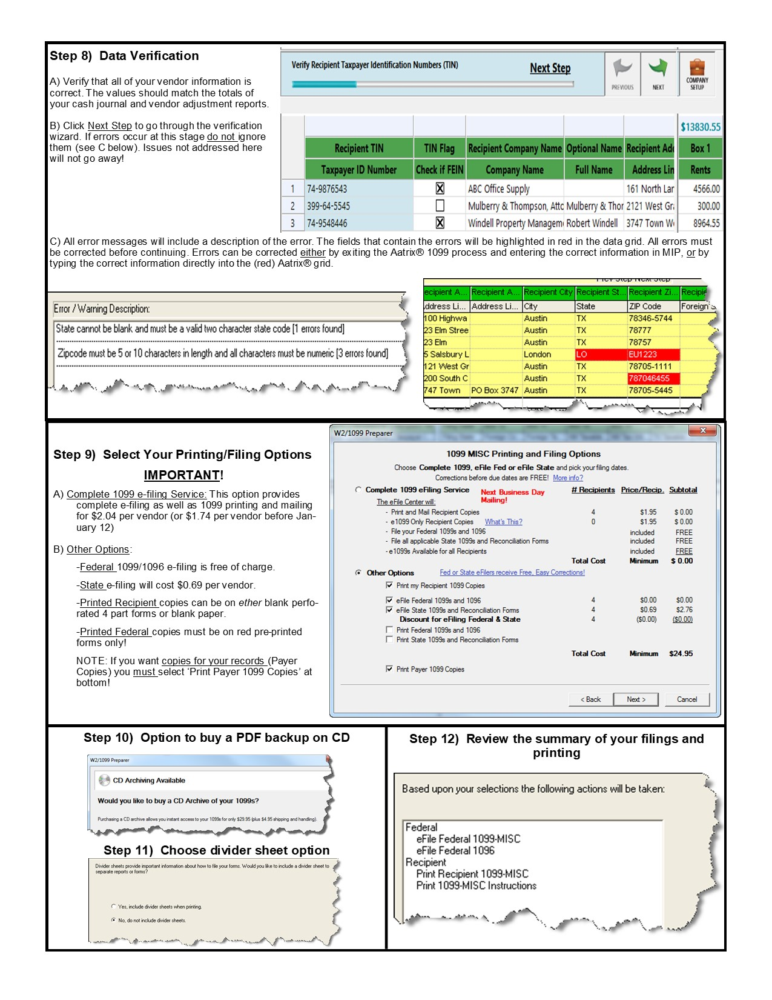 Step 8)  Data Verification
A) Verify that all of your vendor information is
correct. The values should match the totals of
your cash journal and vendor adjustment reports.
B) Click Next Step to go through the verification
wizard. If errors occur at this stage do not ignore
them (see C below). Issues not addressed here
will not go away!
Verify Recipient Taxpayer Identification Numbers (TIN)
Next Step
PREVIOUS
NEXT
COMPANY
SETUP
$13830.55
Recipient TIN TIN Flag Recipient Company Name Optional Name Recipient Add Box 1
Taxpayer ID Number Check if FEIN Company Name Full Name Address Lin Rents
1 74-9876543 X ABC Office Supply 161 North Lar 4566.00
2 399-64-5545 Mulberry & Thompson, Attc Mulberry & Thor 2121 West Gra 300.00
3 74-9548446 X Windell Property Managem Robert Windell 3747 Town W 8964.55
C) All error messages will include a description of the error. The fields that contain the errors will be highlighted in red in the data grid. All errors must
be corrected before continuing. Errors can be corrected either by exiting the Aatrix® 1099 process and entering the correct information in MIP, or by
typing the correct information directly into the (red) Aatrix® grid.
Error / Warning Description:
State cannot be blank and must be a valid two character state code [1 errors found]
Zipcode must be 5 or 10 characters in length and all characters must be numeric [3 errors found]
Prev Step Next Step
ecipient A... Recipient A... Recipient City Recipient St... Recipient Zi... Recipie
ddress Li... Address Li... City State ZIP Code Foreign S
100 Highwa Austin TX 78346-5744
23 Elm Stree Austin TX 78777
23 Elm Austin TX 78757
5 Salsbury L London LO EU1223
121 West Gr Austin TX 78705-1111
200 South C Austin TX 787046455
747 Town PO Box 3747 Austin TX 78705-5445
Step 9)  Select Your Printing/Filing Options
IMPORTANT!
A) Complete 1099 e-filing Service: This option provides
complete e-filing as well as 1099 printing and mailing
for $2.04 per vendor (or $1.74 per vendor before Jan-
uary 12)
B) Other Options:
-Federal 1099/1096 e-filing is free of charge.
-State e-filing will cost $0.69 per vendor.
-Printed Recipient copies can be on ether blank perfo-
rated 4 part forms or blank paper.
-Printed Federal copies must be on red pre-printed
forms only!
NOTE: If you want copies for your records (Payer
Copies) you must select ‘Print Payer 1099 Copies’ at
bottom!
W2/1099 Preparer
1099 MISC Printing and Filing Options
Choose Complete 1099, eFile Fed or eFile State and pick your filing dates.
Corrections before due dates are FREE! More info?
Complete 1099 eFiling Service Next Business Day # Recipients Price/Recip. Subtotal
Mailing!
The eFile Center will:
- Print and Mail Recipient Copies 4 $1.95 $ 0.00
- e1099 Only Recipient Copies What's This? 0 $1.95 $ 0.00
- File your Federal 1099s and 1096 included FREE
- File all applicable State 1099s and Reconciliation Forms included FREE
- e1099s Available for all Recipients included FREE
Total Cost Minimum $ 0.00
Other Options Fed or State eFilers receive Free, Easy Corrections!
Print my Recipient 1099 Copies
eFile Federal 1099s and 1096 4 $0.00 $0.00
eFile State 1099s and Reconciliation Forms 4 $0.69 $2.76
Discount for eFiling Federal & State 4 ($0.00) ($0.00)
Print Federal 1099s and 1096
Print State 1099s and Reconciliation Forms
Total Cost Minimum $24.95
Print Payer 1099 Copies
< Back Next > Cancel
Step 10)  Option to buy a PDF backup on CD
W2/1099 Preparer
CD Archiving Available
Would you like to buy a CD Archive of your 1099s?
Purchasing a CD archive allows you instant access to your 1099s for only $29.95 (plus $4.95 shipping and handling).
Step 11)  Choose divider sheet option
Divider sheets provide important information about how to file your forms. Would you like to include a divider sheet to
separate reports or forms?
Yes, include divider sheets when printing.
No, do not include divider sheets.
Step 12)  Review the summary of your filings and
printing
Based upon your selections the following actions will be taken:
Federal
eFile Federal 1099-MISC
eFile Federal 1096
Recipient
Print Recipient 1099-MISC
Print 1099-MISC Instructions